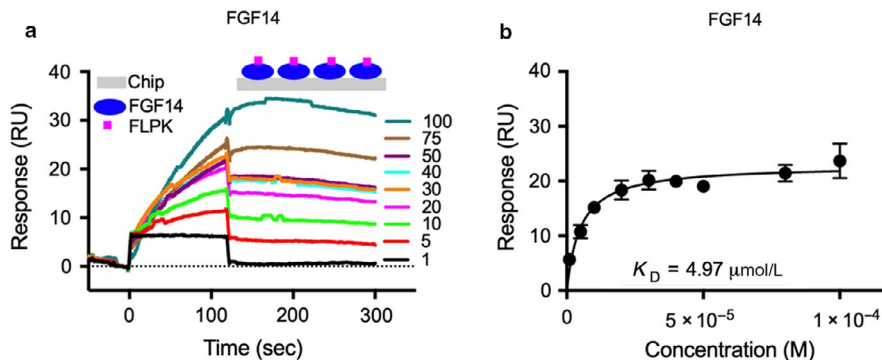 FGF14
a
Response (RU)
40
30
20
10
0
Chip
FGF14
FLPK
100
75
50
40
30
20
10
5
1
0
100
200
300
Time (sec)
FGF14
b
Response (RU)
40
30
20
10
0
K_D = 4.97 μmol/L
0
5 × 10⁻⁵
1 × 10⁻⁴
Concentration (M)